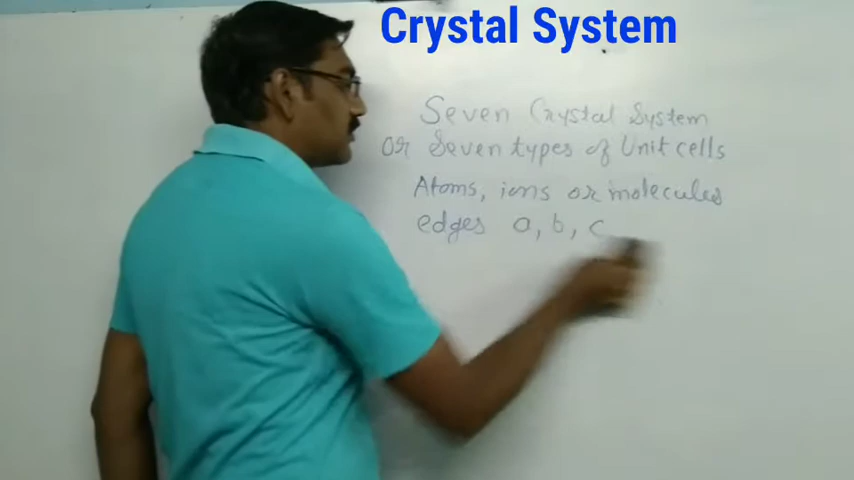 Crystal System
Seven Crystal System
or Seven types of Unit cells
Atoms, ions or molecules
edges a, b, c